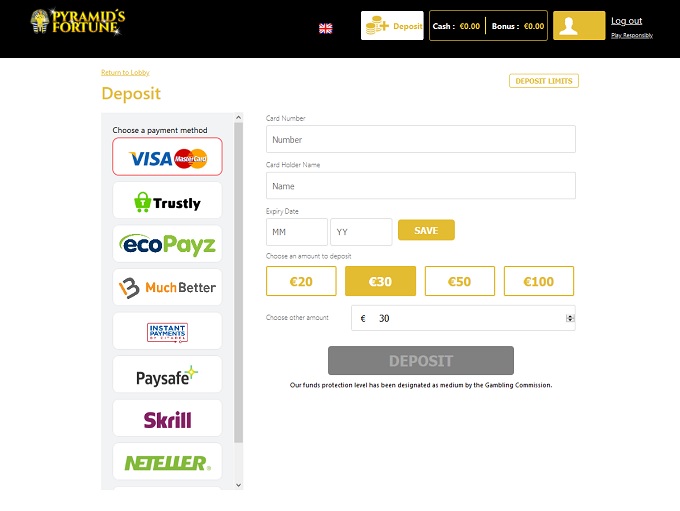 PYRAMID'S
FORTUNE
Deposit
Cash : €0.00
Bonus : €0.00
Log out
Play Responsibly
Return to Lobby
DEPOSIT LIMITS
Deposit
Choose a payment method
VISA MasterCard
Trustly
ecoPayz
MuchBetter
INSTANT
PAYMENTS
BY CITADEL
Paysafe
Skrill
NETELLER®
Card Number
Number
Card Holder Name
Name
Expiry Date
MM
YY
SAVE
Choose an amount to deposit
€20
€30
€50
€100
Choose other amount
€ 30
DEPOSIT
Our funds protection level has been designated as medium by the Gambling Commission.